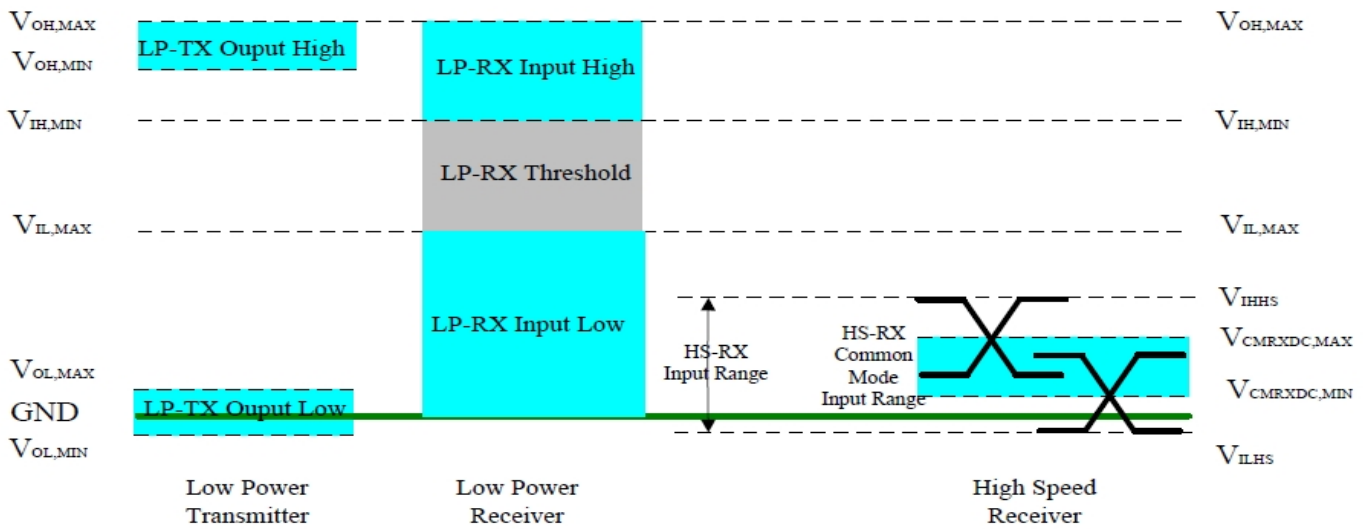 VOH,MAX
LP-TX Ouput High
VOH,MIN
VIH,MIN
VIL,MAX
VOL,MAX
GND
LP-TX Ouput Low
VOL,MIN
LP-RX Input High
LP-RX Threshold
LP-RX Input Low
HS-RX
Input Range
HS-RX
Common
Mode
Input Range
VOH,MAX
VIH,MIN
VIL,MAX
VIHHS
VCMRXDC,MAX
VCMRXDC,MIN
VILHS
Low Power
Transmitter
Low Power
Receiver
High Speed
Receiver